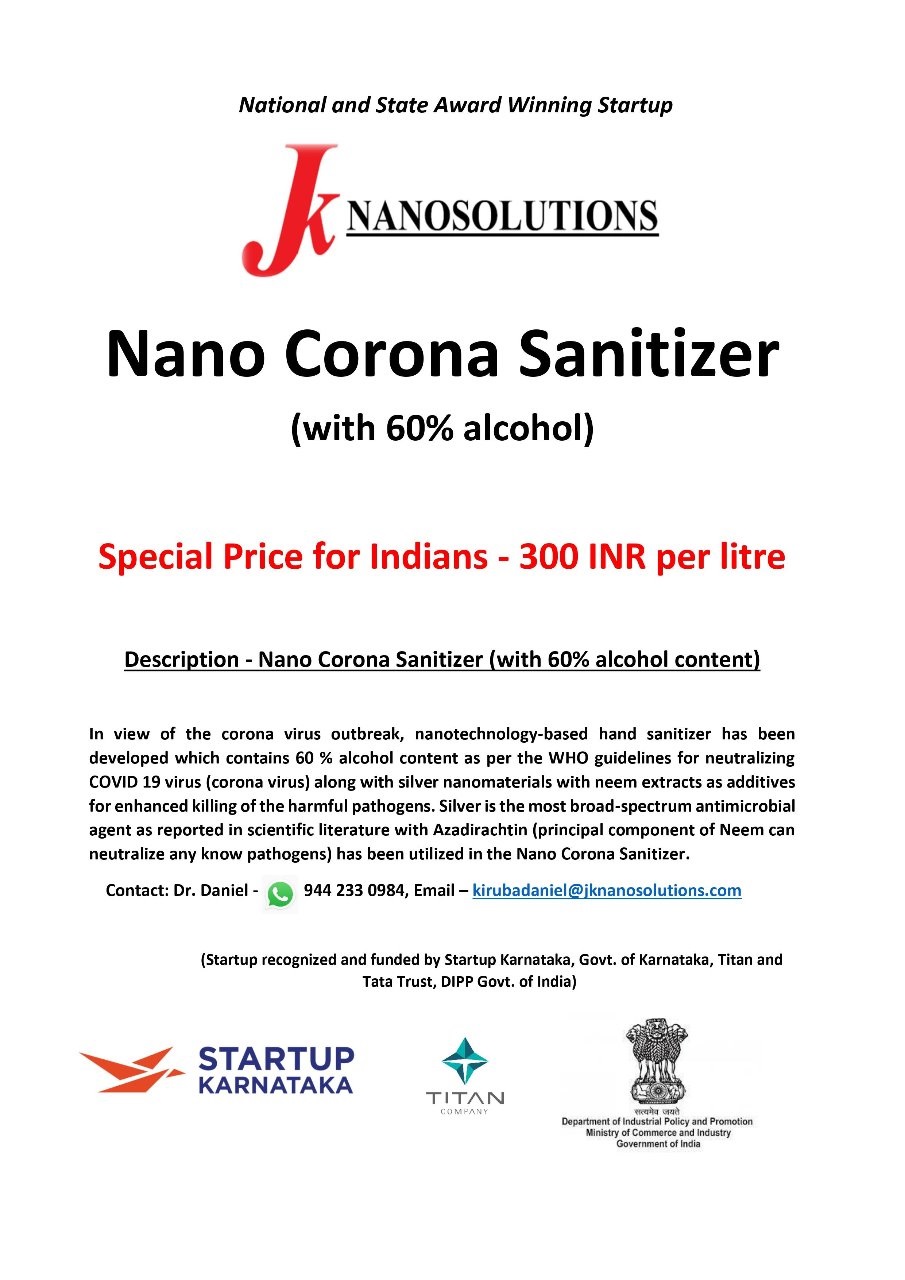 National and State Award Winning Startup
Jk NANOSOLUTIONS
Nano Corona Sanitizer
(with 60% alcohol)
Special Price for Indians - 300 INR per litre
Description - Nano Corona Sanitizer (with 60% alcohol content)
In view of the corona virus outbreak, nanotechnology-based hand sanitizer has been
developed which contains 60 % alcohol content as per the WHO guidelines for neutralizing
COVID 19 virus (corona virus) along with silver nanomaterials with neem extracts as additives
for enhanced killing of the harmful pathogens. Silver is the most broad-spectrum antimicrobial
agent as reported in scientific literature with Azadirachtin (principal component of Neem can
neutralize any know pathogens) has been utilized in the Nano Corona Sanitizer.
Contact: Dr. Daniel - 944 233 0984, Email – kirubadaniel@jknanosolutions.com
(Startup recognized and funded by Startup Karnataka, Govt. of Karnataka, Titan and
Tata Trust, DIPP Govt. of India)
STARTUP
KARNATAKA
TITAN
COMPANY
सत्यमेव जयते
Department of Industrial Policy and Promotion
Ministry of Commerce and Industry
Government of India